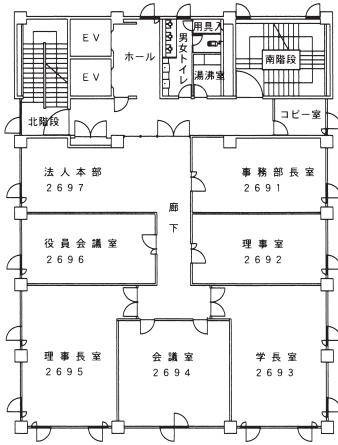 用具入
EV
ホール
男女トイレ
湯沸室
南階段
EV
北階段
コピー室
法人本部
2697
事務部長室
2691
廊下
役員会議室
2696
理事室
2692
理事長室
2695
会議室
2694
学長室
2693